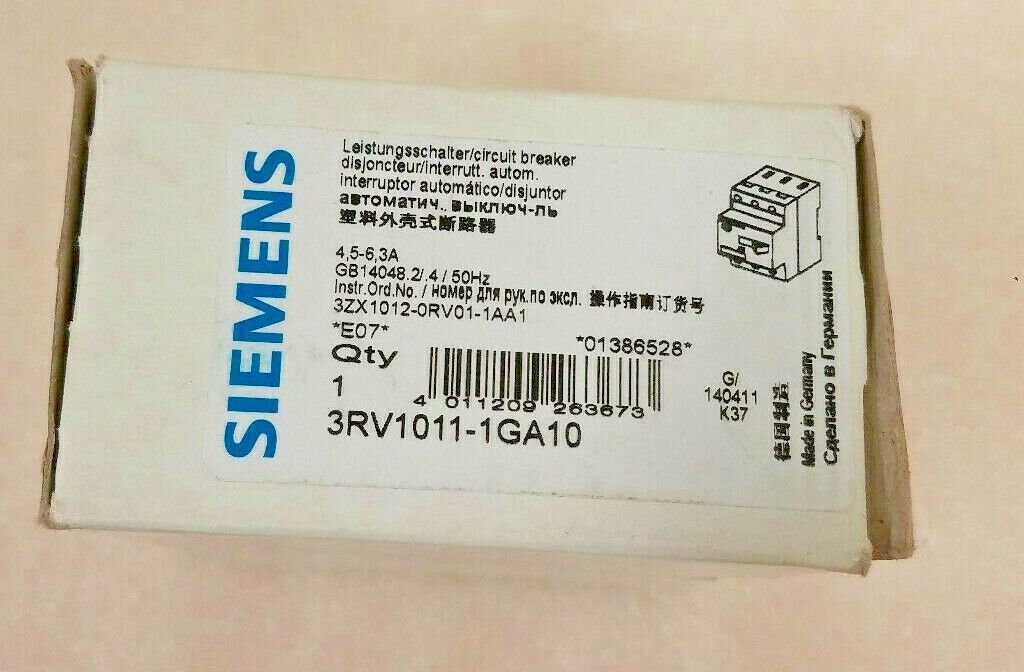 SIEMENS
Leistungsschalter/circuit breaker
disjoncteur/interrutt. autom.
interruptor automático/disjuntor
автоматич.. выключ-ль
塑料外壳式断路器
4,5-6,3A
GB14048.2/.4 / 50Hz
Instr.Ord.No. / номер для рук.по эксл. 操作指南订货号
3ZX1012-0RV01-1AA1
*E07*
*01386528*
Qty
1
4 011209 263673
3RV1011-1GA10
G/
140411
K37
德国制造
Made in Germany
Сделано в Германии